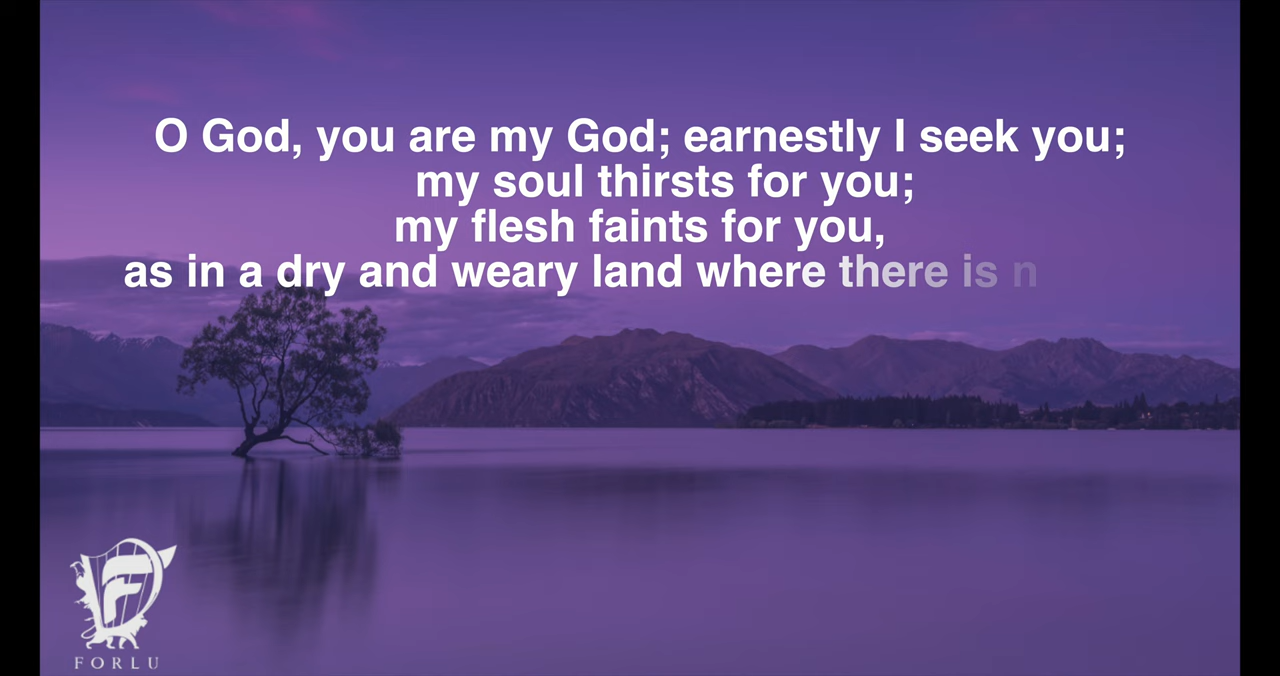 O God, you are my God; earnestly I seek you;
my soul thirsts for you;
my flesh faints for you,
as in a dry and weary land where there is n
FORLU